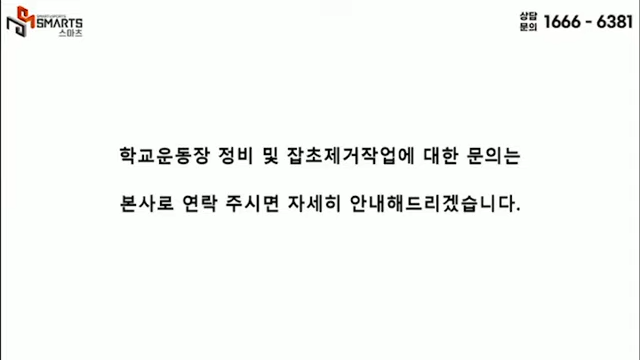 SMARTS
스마츠
상담
문의 1666 - 6381
학교운동장 정비 및 잡초제거작업에 대한 문의는
본사로 연락 주시면 자세히 안내해드리겠습니다.